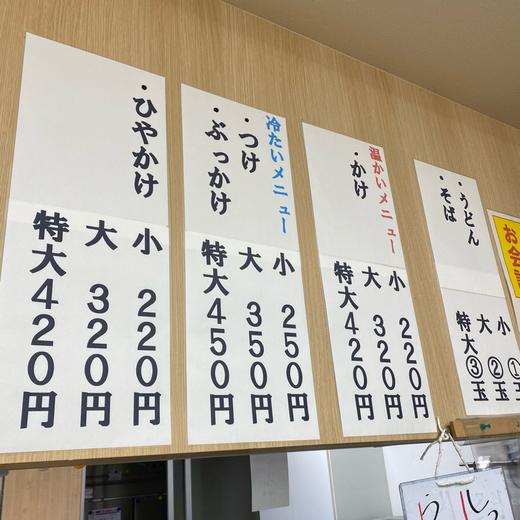 ・うどん
・そば
小 ①玉
大 ②玉
特大③玉
温かいメニュー
・かけ
小 220円
大 320円
特大420円
冷たいメニュー
・つけ
・ぶっかけ
小 250円
大 350円
特大450円
・ひやかけ
小 220円
大 320円
特大420円
お会計